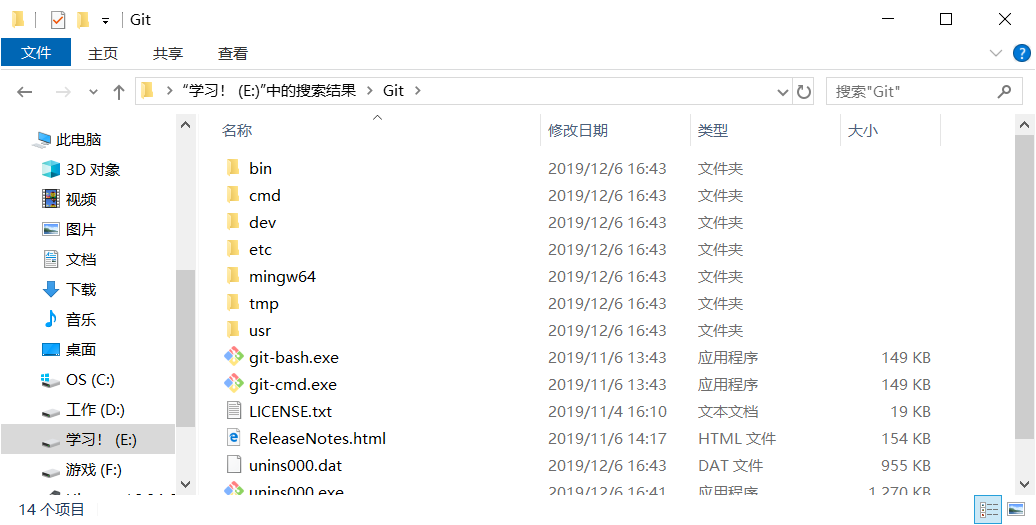 Git
文件 主页 共享 查看
“学习！ (E:)”中的搜索结果 Git 搜索"Git"
名称 修改日期 类型 大小
此电脑
3D 对象
视频
图片
文档
下载
音乐
桌面
OS (C:)
工作 (D:)
学习！ (E:)
游戏 (F:)
bin 2019/12/6 16:43 文件夹
cmd 2019/12/6 16:43 文件夹
dev 2019/12/6 16:43 文件夹
etc 2019/12/6 16:43 文件夹
mingw64 2019/12/6 16:43 文件夹
tmp 2019/12/6 16:43 文件夹
usr 2019/12/6 16:43 文件夹
git-bash.exe 2019/11/6 13:43 应用程序 149 KB
git-cmd.exe 2019/11/6 13:43 应用程序 149 KB
LICENSE.txt 2019/11/4 16:10 文本文档 19 KB
ReleaseNotes.html 2019/11/6 14:17 HTML 文件 154 KB
unins000.dat 2019/12/6 16:43 DAT 文件 955 KB
unins000.exe 2019/12/6 16:41 应用程序 1,270 KB
14 个项目